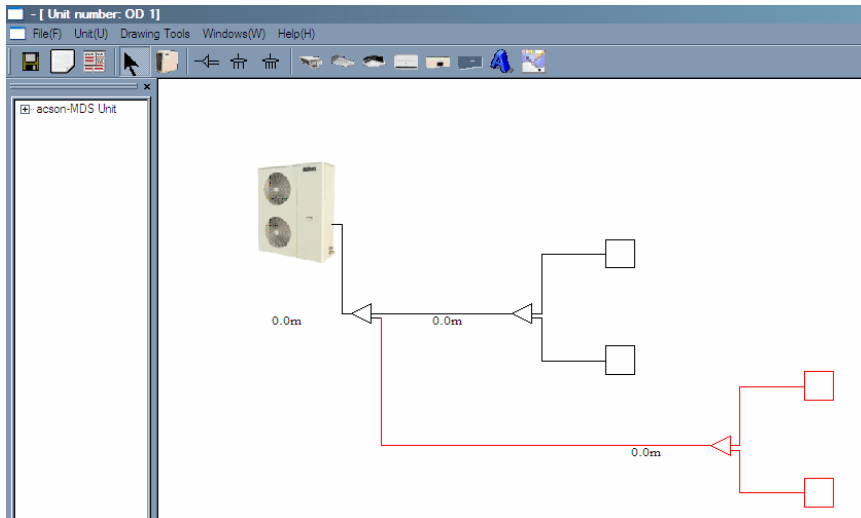 - [ Unit number: OD 1]
File(F) Unit(U) Drawing Tools Windows(W) Help(H)
acson-MDS Unit
0.0m
0.0m
0.0m